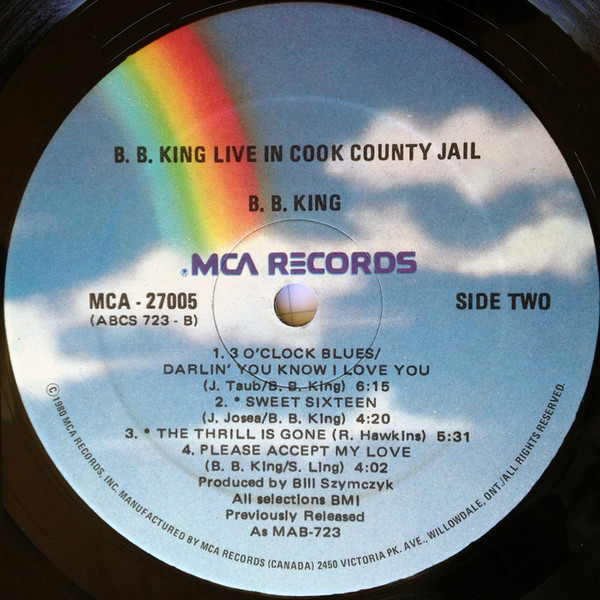 B. B. KING LIVE IN COOK COUNTY JAIL
B. B. KING
®MCA RECORDS
MCA - 27005
(ABCS 723 - B)
SIDE TWO
1. 3 O'CLOCK BLUES/
DARLIN' YOU KNOW I LOVE YOU
(J. Taub/B. B. King) 6:15
2. * SWEET SIXTEEN
(J. Josea/B. B. King) 4:20
3. * THE THRILL IS GONE (R. Hawkins) 5:31
4. PLEASE ACCEPT MY LOVE
(B. B. King/S. Ling) 4:02
Produced by Bill Szymczyk
All selections BMI
Previously Released
As MAB-723
©1980 MCA RECORDS, INC. MANUFACTURED BY MCA RECORDS (CANADA) 2450 VICTORIA PK. AVE., WILLOWDALE, ONT./ALL RIGHTS RESERVED.